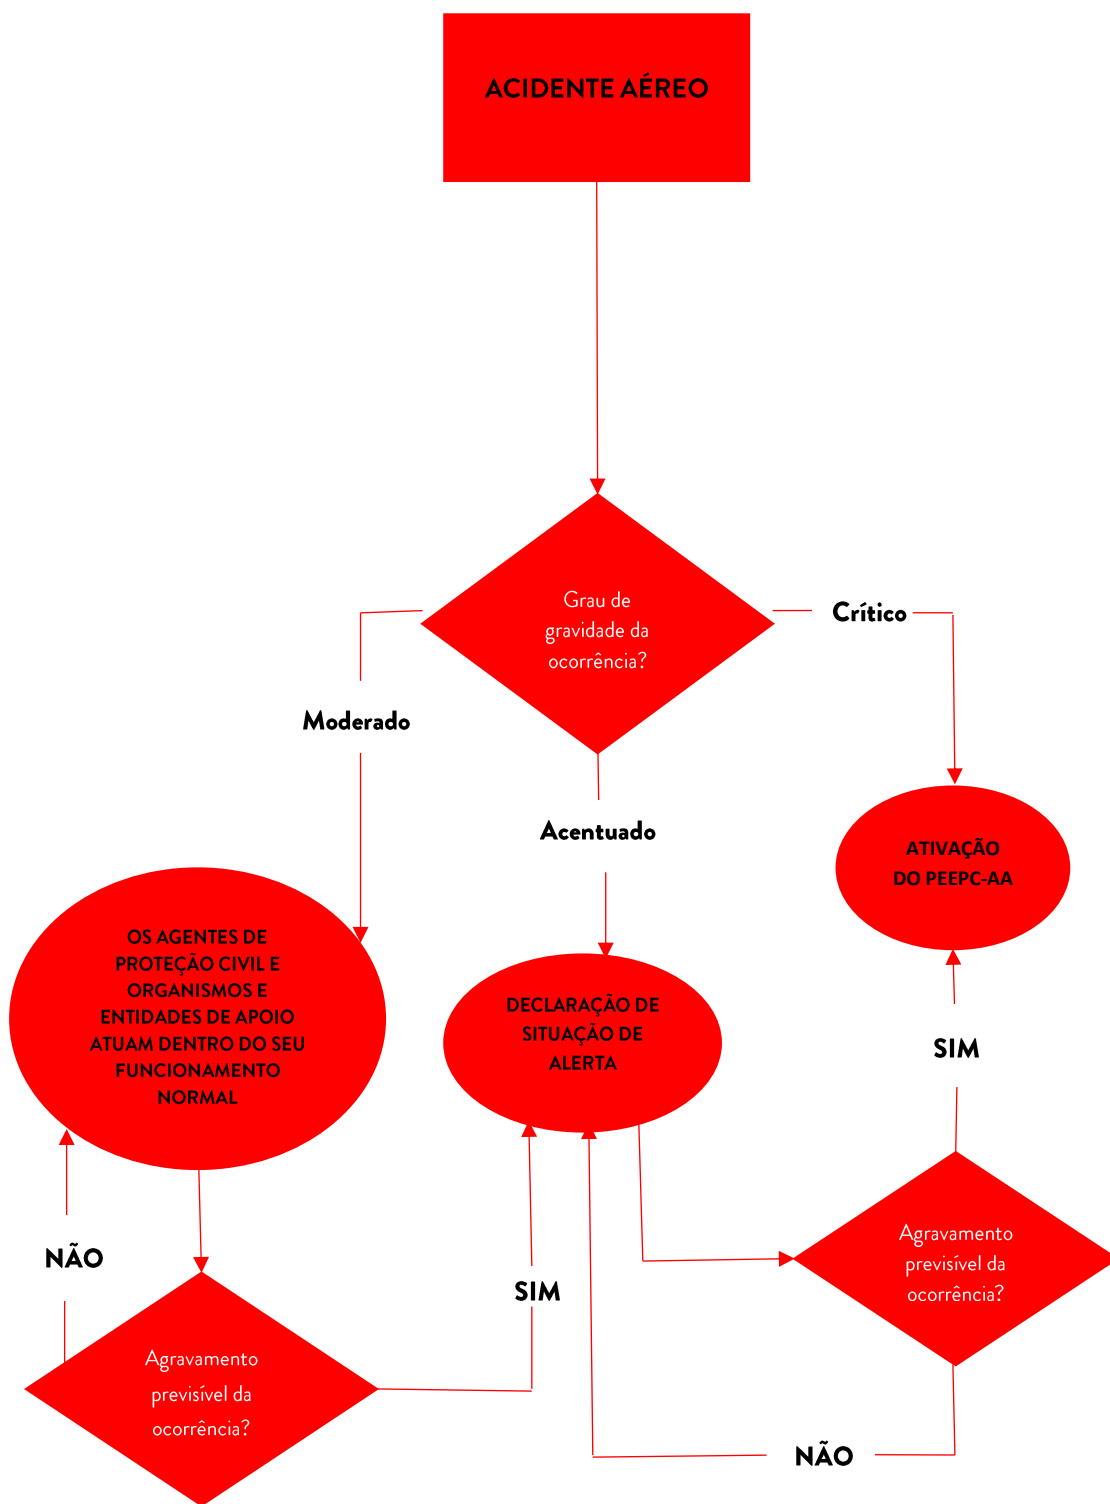 ACIDENTE AÉREO
Grau de
gravidade da
ocorrência?
Crítico
Moderado
Acentuado
ATIVAÇÃO
DO PEEPC-AA
OS AGENTES DE
PROTEÇÃO CIVIL E
ORGANISMOS E
ENTIDADES DE APOIO
ATUAM DENTRO DO SEU
FUNCIONAMENTO
NORMAL
DECLARAÇÃO DE
SITUAÇÃO DE
ALERTA
SIM
NÃO
SIM
Agravamento
previsível da
ocorrência?
Agravamento
previsível da
ocorrência?
NÃO